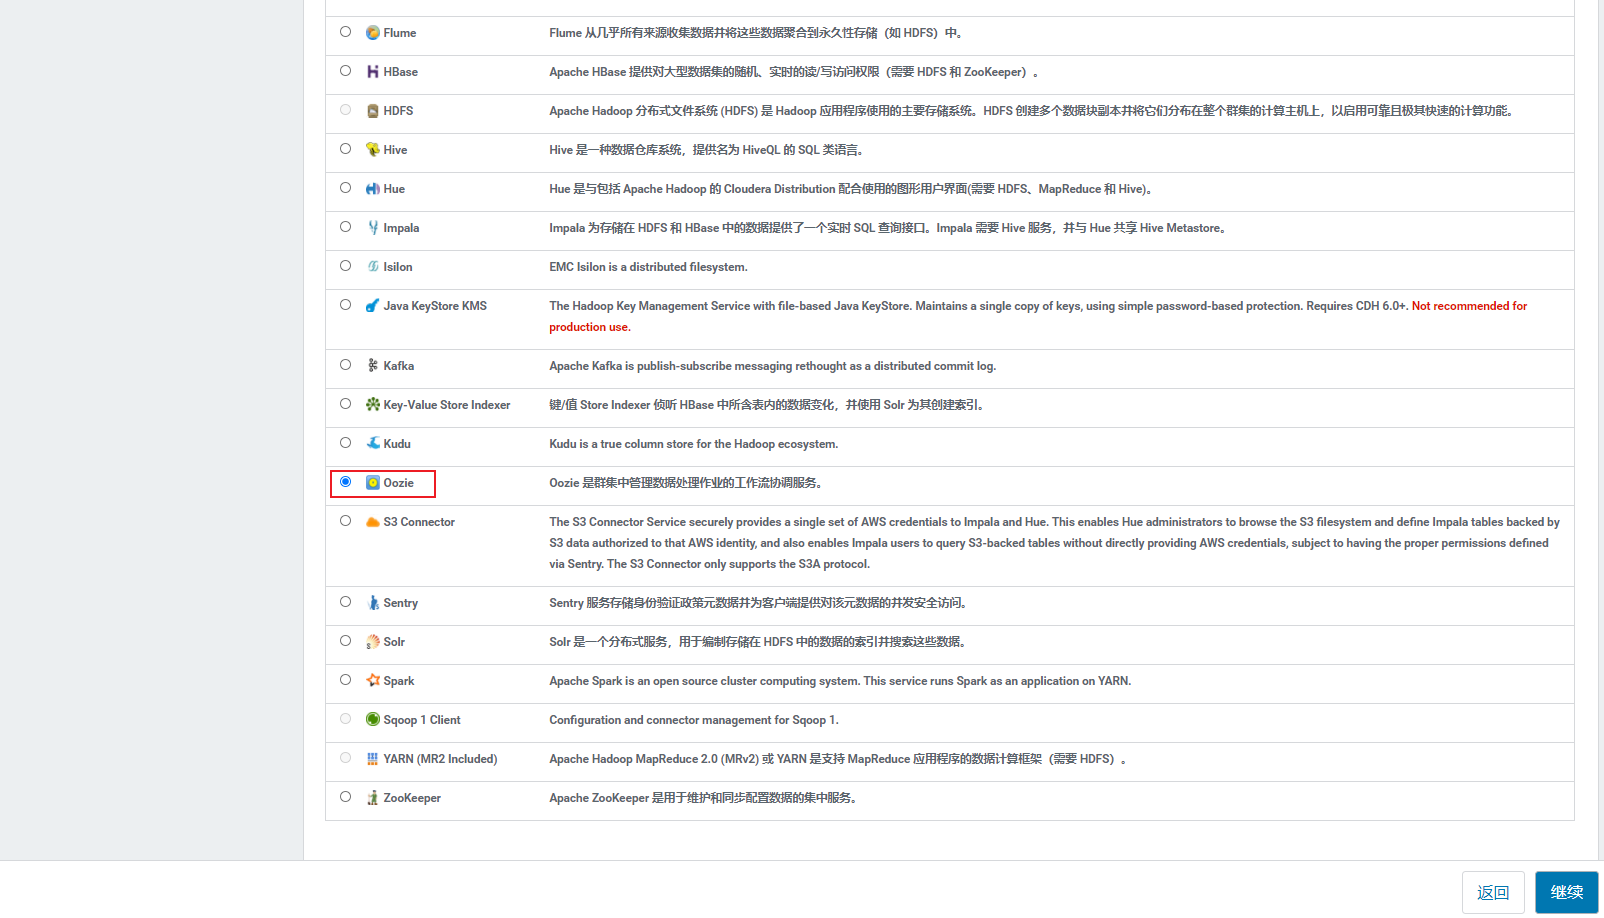 Flume Flume 从几乎所有来源收集数据并将这些数据聚合到永久性存储（如 HDFS）中。
HBase Apache HBase 提供对大型数据集的随机、实时的读/写访问权限（需要 HDFS 和 ZooKeeper）。
HDFS Apache Hadoop 分布式文件系统 (HDFS) 是 Hadoop 应用程序使用的主要存储系统。HDFS 创建多个数据块副本并将它们分布在整个群集的计算主机上，以启用可靠且极其快速的计算功能。
Hive Hive 是一种数据仓库系统，提供名为 HiveQL 的 SQL 类语言。
Hue Hue 是与包括 Apache Hadoop 的 Cloudera Distribution 配合使用的图形用户界面(需要 HDFS、MapReduce 和 Hive)。
Impala Impala 为存储在 HDFS 和 HBase 中的数据提供了一个实时 SQL 查询接口。Impala 需要 Hive 服务，并与 Hue 共享 Hive Metastore。
Isilon EMC Isilon is a distributed filesystem.
Java KeyStore KMS The Hadoop Key Management Service with file-based Java KeyStore. Maintains a single copy of keys, using simple password-based protection. Requires CDH 6.0+. Not recommended for
production use.
Kafka Apache Kafka is publish-subscribe messaging rethought as a distributed commit log.
Key-Value Store Indexer 键/值 Store Indexer 侦听 HBase 中所含表内的数据变化，并使用 Solr 为其创建索引。
Kudu Kudu is a true column store for the Hadoop ecosystem.
Oozie Oozie 是群集中管理数据处理作业的工作流协调服务。
S3 Connector The S3 Connector Service securely provides a single set of AWS credentials to Impala and Hue. This enables Hue administrators to browse the S3 filesystem and define Impala tables backed by
S3 data authorized to that AWS identity, and also enables Impala users to query S3-backed tables without directly providing AWS credentials, subject to having the proper permissions defined
via Sentry. The S3 Connector only supports the S3A protocol.
Sentry Sentry 服务存储身份验证政策元数据并为客户端提供对该元数据的并发安全访问。
Solr Solr 是一个分布式服务，用于编制存储在 HDFS 中的数据的索引并搜索这些数据。
Spark Apache Spark is an open source cluster computing system. This service runs Spark as an application on YARN.
Sqoop 1 Client Configuration and connector management for Sqoop 1.
YARN (MR2 Included) Apache Hadoop MapReduce 2.0 (MRv2) 或 YARN 是支持 MapReduce 应用程序的数据计算框架（需要 HDFS）。
ZooKeeper Apache ZooKeeper 是用于维护和同步配置数据的集中服务。
返回 继续